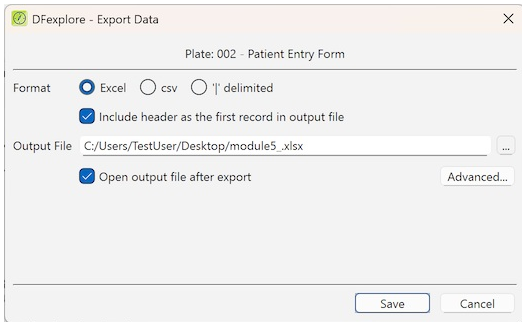 DFexplore - Export Data
Plate: 002 - Patient Entry Form
Format Excel csv '|' delimited
Include header as the first record in output file
Output File C:/Users/TestUser/Desktop/module5_.xlsx ...
Open output file after export Advanced...
Save Cancel